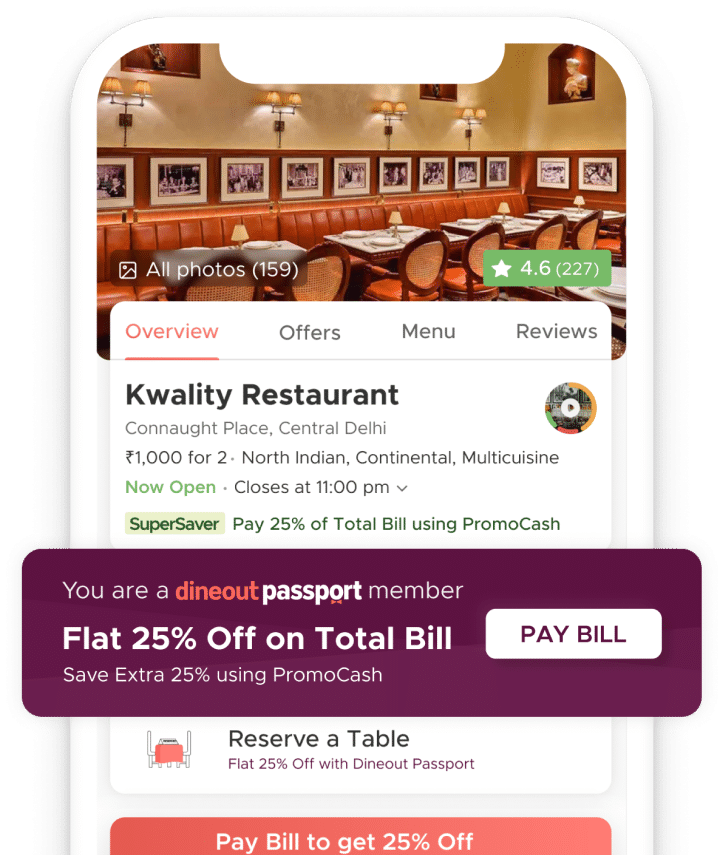 All photos (159)
4.6 (227)
Overview Offers Menu Reviews
Kwality Restaurant
Connaught Place, Central Delhi
₹1,000 for 2 · North Indian, Continental, Multicuisine
Now Open · Closes at 11:00 pm
SuperSaver Pay 25% of Total Bill using PromoCash
You are a dineout passport member
Flat 25% Off on Total Bill
PAY BILL
Save Extra 25% using PromoCash
Reserve a Table
Flat 25% Off with Dineout Passport
Pay Bill to get 25% Off